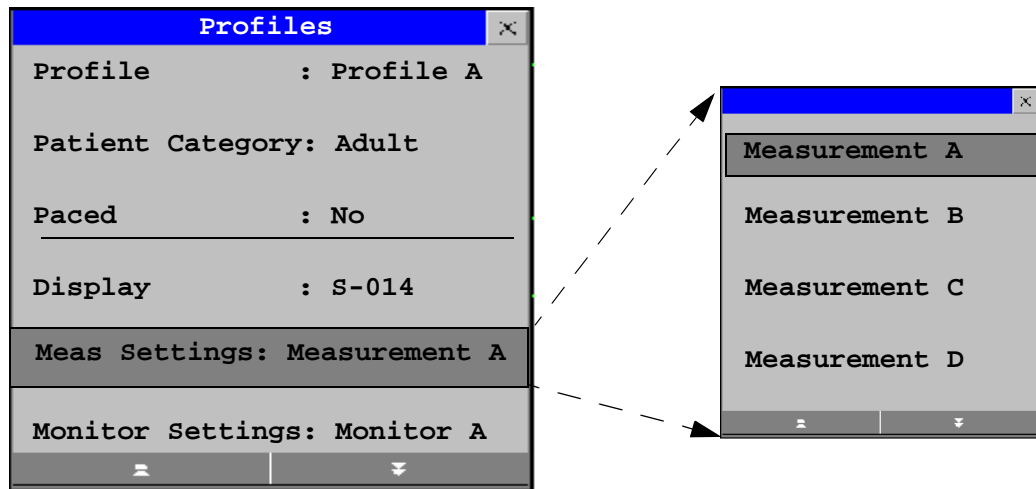 Profiles
Profile : Profile A
Patient Category: Adult
Paced : No
Display : S-014
Meas Settings: Measurement A
Monitor Settings: Monitor A
Measurement A
Measurement B
Measurement C
Measurement D